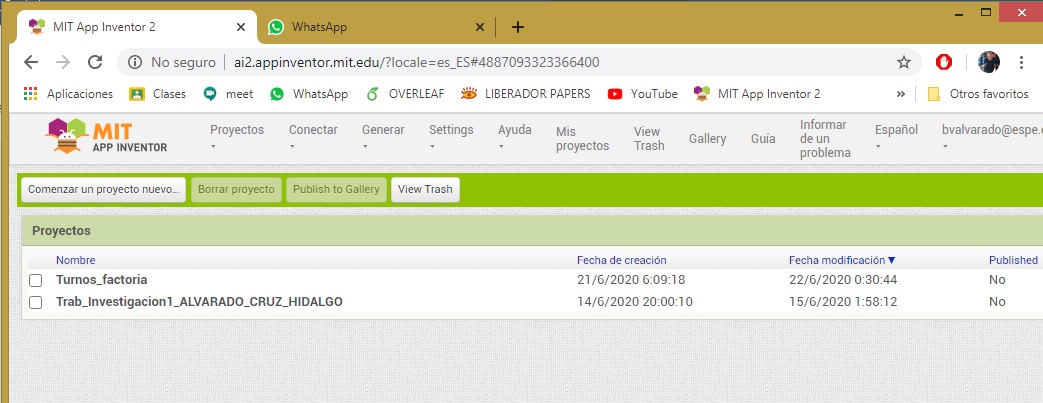 MIT App Inventor 2
WhatsApp
No seguro
ai2.appinventor.mit.edu/?locale=es_ES#4887093323366400
Aplicaciones
Clases
meet
WhatsApp
OVERLEAF
LIBERADOR PAPERS
YouTube
MIT App Inventor 2
»
Otros favoritos
MIT
APP INVENTOR
Proyectos
Conectar
Generar
Settings
Ayuda
Mis
proyectos
View
Trash
Gallery
Guía
Informar
de un
problema
Español
bvalvarado@espe.e
Comenzar un proyecto nuevo...
Borrar proyecto
Publish to Gallery
View Trash
Proyectos
Nombre Fecha de creación Fecha modificación ▼ Published
Turnos_factoria 21/6/2020 6:09:18 22/6/2020 0:30:44 No
Trab_Investigacion1_ALVARADO_CRUZ_HIDALGO 14/6/2020 20:00:10 15/6/2020 1:58:12 No